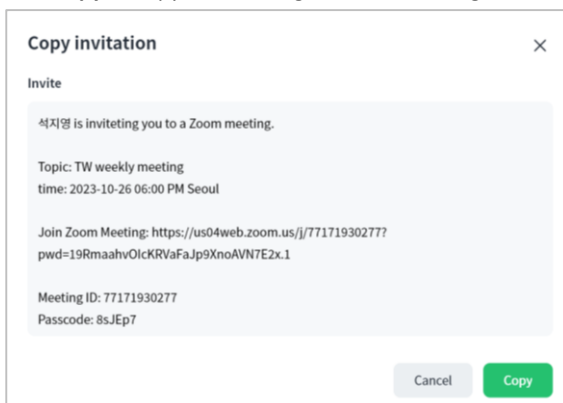 Copy invitation
Invite
석지영 is inviteting you to a Zoom meeting.
Topic: TW weekly meeting
time: 2023-10-26 06:00 PM Seoul
Join Zoom Meeting: https://us04web.zoom.us/j/77171930277?
pwd=19RmaahvOIcKRVaFaJp9XnoAVN7E2x.1
Meeting ID: 77171930277
Passcode: 8sJEp7
Cancel Copy